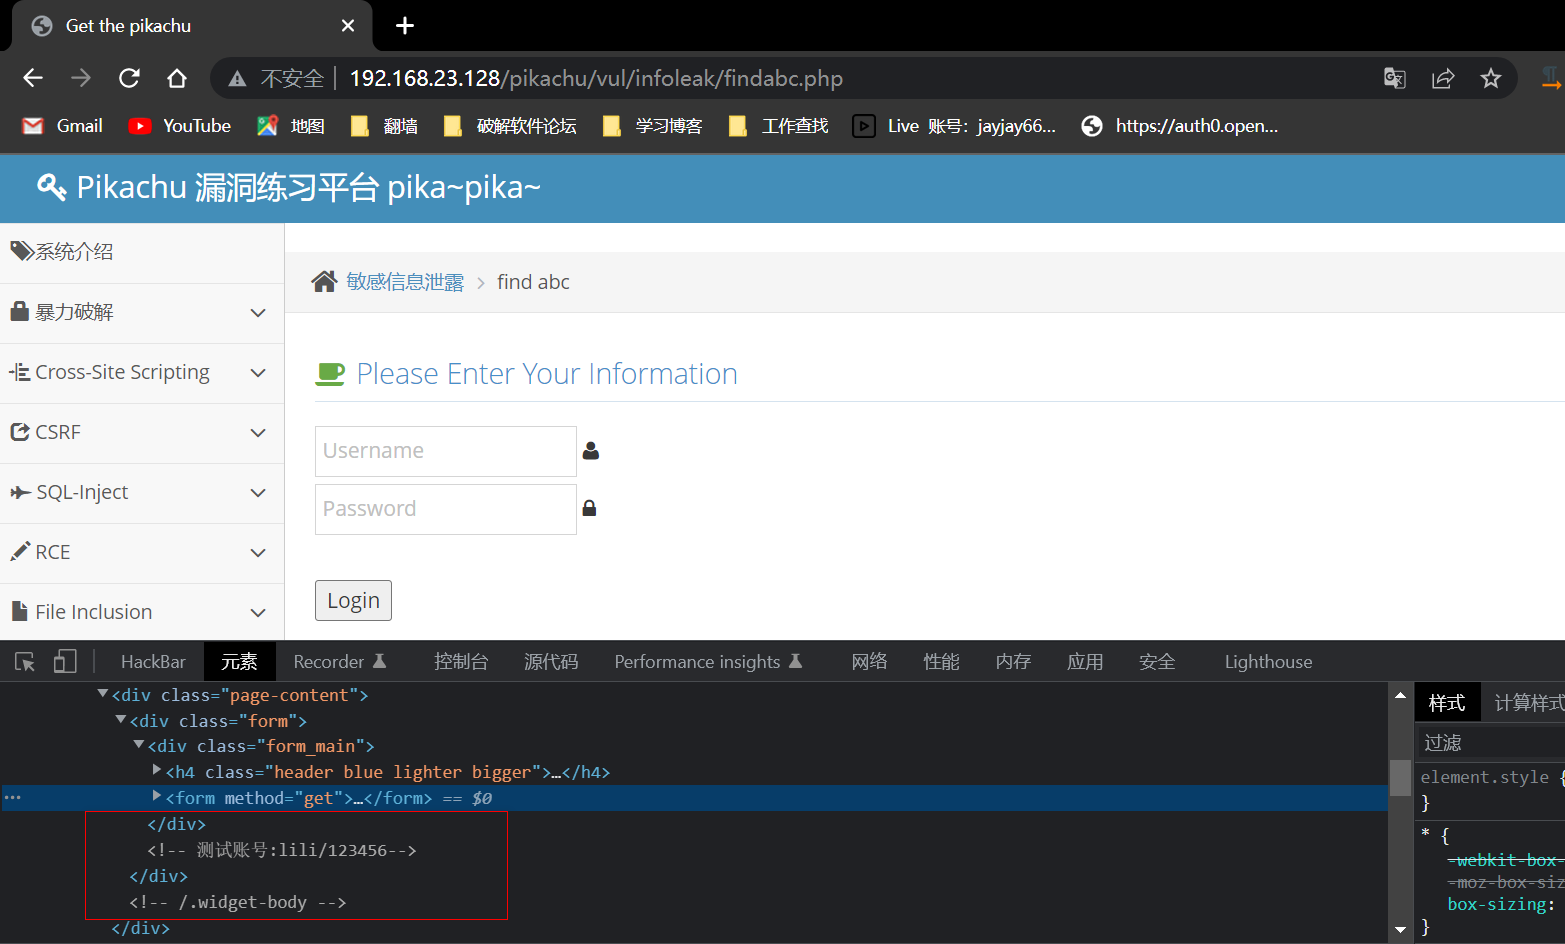 Get the pikachu
不安全 192.168.23.128/pikachu/vul/infoleak/findabc.php
Gmail YouTube 地图 翻墙 破解软件论坛 学习博客 工作查找 Live 账号：jayjay66... https://auth0.open...
Pikachu 漏洞练习平台 pika~pika~
系统介绍
敏感信息泄露 > find abc
暴力破解
Cross-Site Scripting
Please Enter Your Information
CSRF
Username
SQL-Inject
Password
RCE
File Inclusion
Login
HackBar 元素 Recorder 控制台 源代码 Performance insights 网络 性能 内存 应用 安全 Lighthouse
<div class="page-content">
<div class="form">
<div class="form_main">
<h4 class="header blue lighter bigger">…</h4>
<form method="get">…</form> == $0
</div>
<!-- 测试账号:lili/123456-->
</div>
<!-- /.widget-body -->
</div>
样式 计算样式
过滤
element.style {
}
* {
-webkit-box-
-moz-box-siz
box-sizing:
}